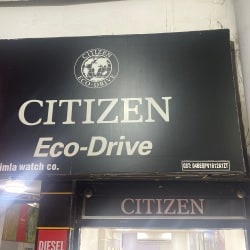 CITIZEN
ECO-DRIVE
CITIZEN
Eco-Drive
imla watch co.
CITIZEN
DIESEL